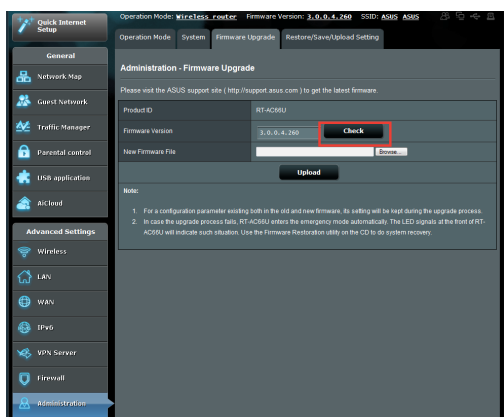 Quick Internet
Setup
General
Network Map
Guest Network
Traffic Manager
Parental control
USB application
AiCloud
Advanced Settings
Wireless
LAN
WAN
IPv6
VPN Server
Firewall
Administration
Operation Mode: Wireless router Firmware Version: 3.0.0.4.260 SSID: ASUS ASUS
Operation Mode System Firmware Upgrade Restore/Save/Upload Setting
Administration - Firmware Upgrade
Please visit the ASUS support site ( http://support.asus.com ) to get the latest firmware.
Product ID RT-AC66U
Firmware Version 3.0.0.4.260 Check
New Firmware File Browse...
Upload
Note:
1. For a configuration parameter existing both in the old and new firmware, its setting will be kept during the upgrade process.
2. In case the upgrade process fails, RT-AC66U enters the emergency mode automatically. The LED signals at the front of RT-
AC66U will indicate such situation. Use the Firmware Restoration utility on the CD to do system recovery.